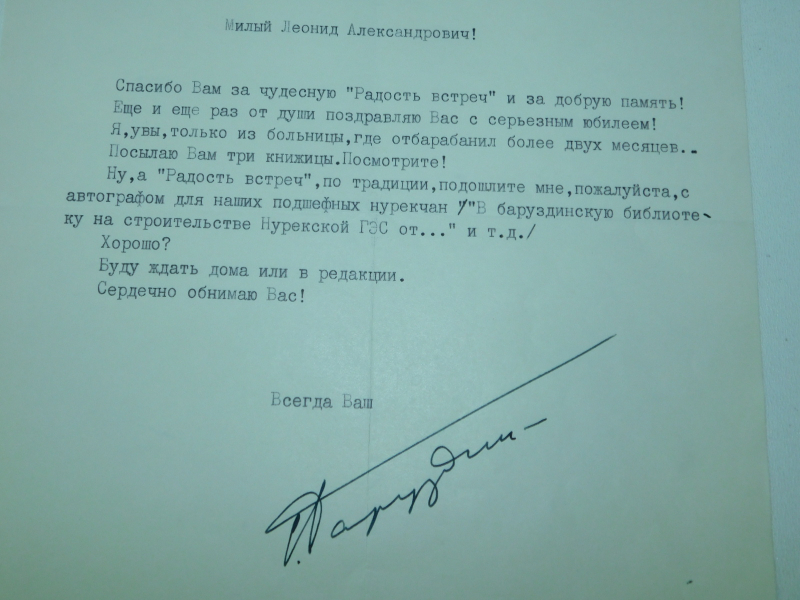 Милый Леонид Александрович!
Спасибо Вам за чудесную "Радость встреч" и за добрую память!
Еще и еще раз от души поздравляю Вас с серьезным юбилеем!
Я,увы,только из больницы,где отбарабанил более двух месяцев..
Посылаю Вам три книжицы.Посмотрите!
Ну,а "Радость встреч",по традиции,подошлите мне,пожалуйста,с
автографом для наших подшефных нурекчан /"В баруздинскую библиоте-
ку на строительстве Нурекской ГЭС от..." и т.д./
Хорошо?
Буду ждать дома или в редакции.
Сердечно обнимаю Вас!
Всегда Ваш
С.Баруздин